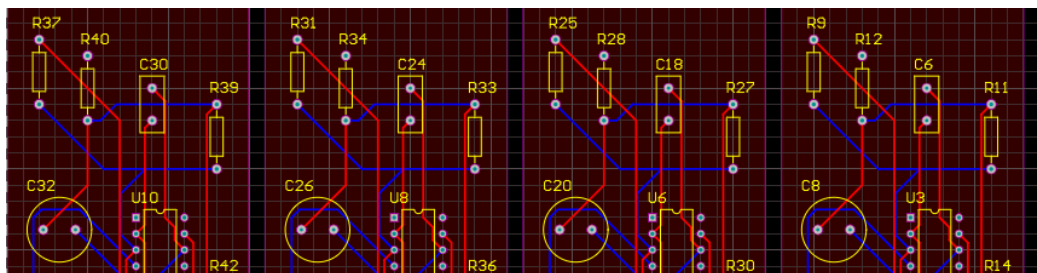 R37 R31 R25 R9
R40 R34 R28 R12
C30 C24 C18 C6
R39 R33 R27 R11
C32 C26 C20 C8
U10 U8 U6 U3
R42 R36 R30 R14